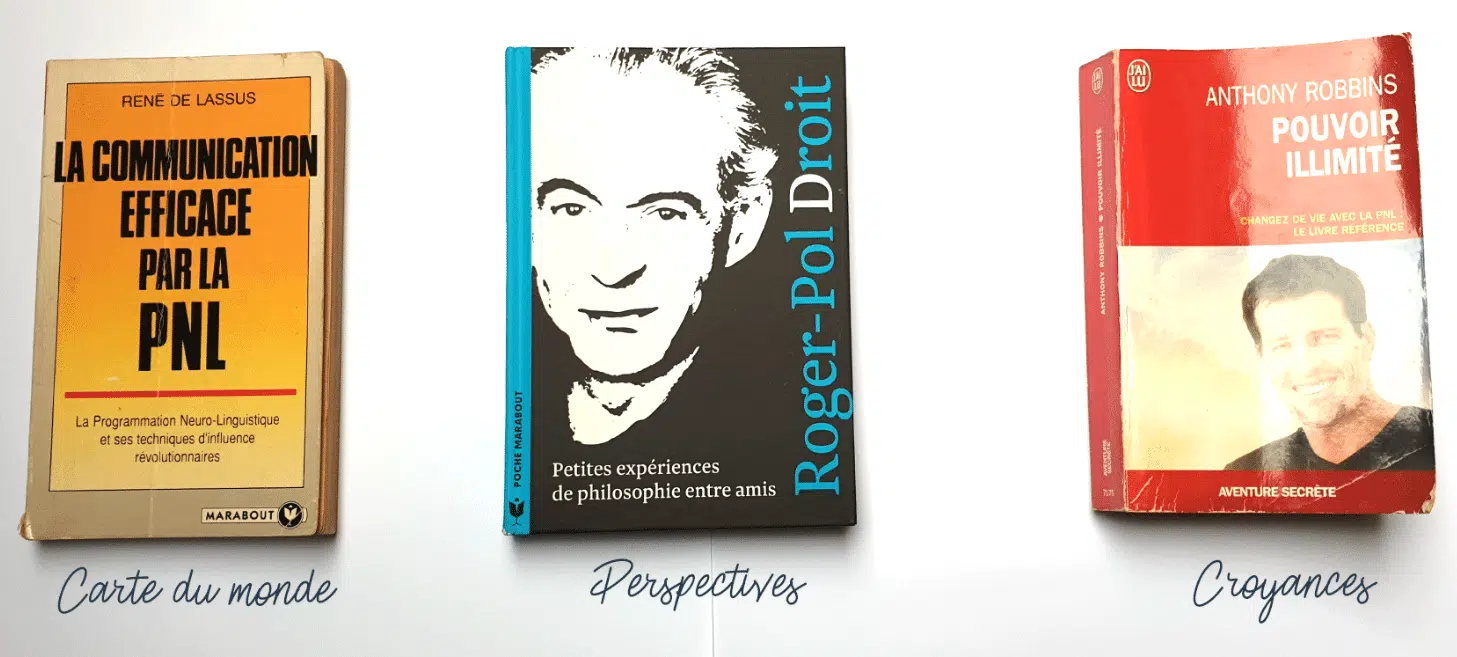 RENÉ DE LASSUS
LA COMMUNICATION
EFFICACE
PAR LA
PNL
La Programmation Neuro-Linguistique
et ses techniques d'influence
révolutionnaires
MARABOUT
Carte du monde
POCHE MARABOUT
Roger-Pol Droit
Petites expériences
de philosophie entre amis
Perspectives
J'AI
LU
ANTHONY ROBBINS POUVOIR ILLIMITÉ
AVENTURE
SECRÈTE
ANTHONY ROBBINS
POUVOIR
ILLIMITÉ
CHANGEZ DE VIE AVEC LA PNL :
LE LIVRE RÉFÉRENCE
AVENTURE SECRÈTE
Croyances